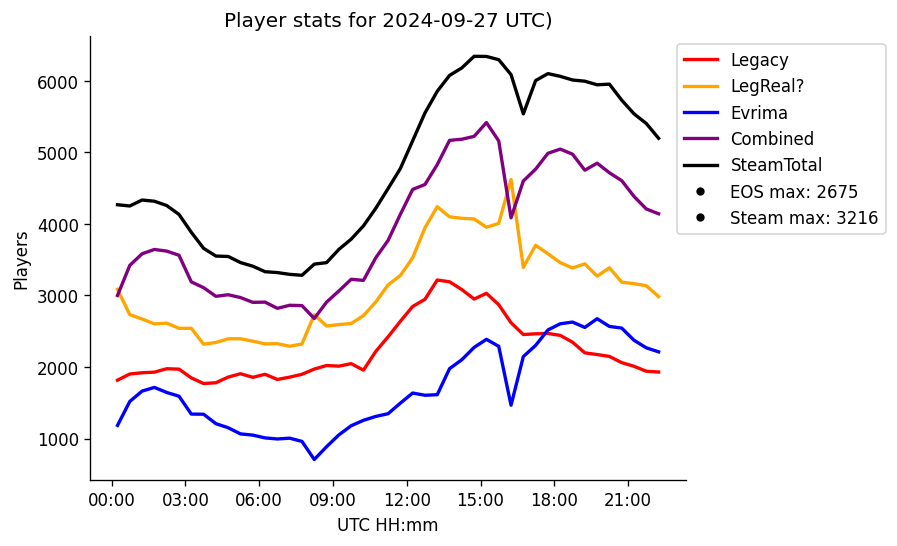 Player stats for 2024-09-27 UTC)
Legacy
LegReal?
Evrima
Combined
SteamTotal
EOS max: 2675
Steam max: 3216
Players
6000
5000
4000
3000
2000
1000
00:00 03:00 06:00 09:00 12:00 15:00 18:00 21:00
UTC HH:mm